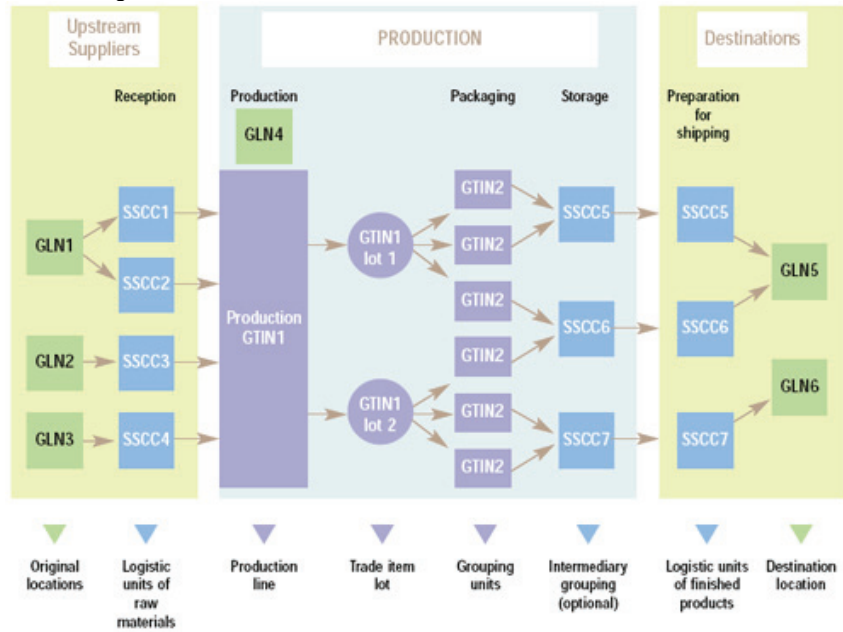 Upstream
Suppliers
PRODUCTION
Destinations
Reception
Production
Packaging
Storage
Preparation
for
shipping
GLN4
GLN1
SSCC1
SSCC2
GLN2
SSCC3
GLN3
SSCC4
Production
GTIN1
GTIN1
lot 1
GTIN1
lot 2
GTIN2
GTIN2
GTIN2
GTIN2
GTIN2
GTIN2
SSCC5
SSCC6
SSCC7
SSCC5
SSCC6
SSCC7
GLN5
GLN6
Original
locations
Logistic
units of
raw
materials
Production
line
Trade item
lot
Grouping
units
Intermediary
grouping
(optional)
Logistic units
of finished
products
Destination
location